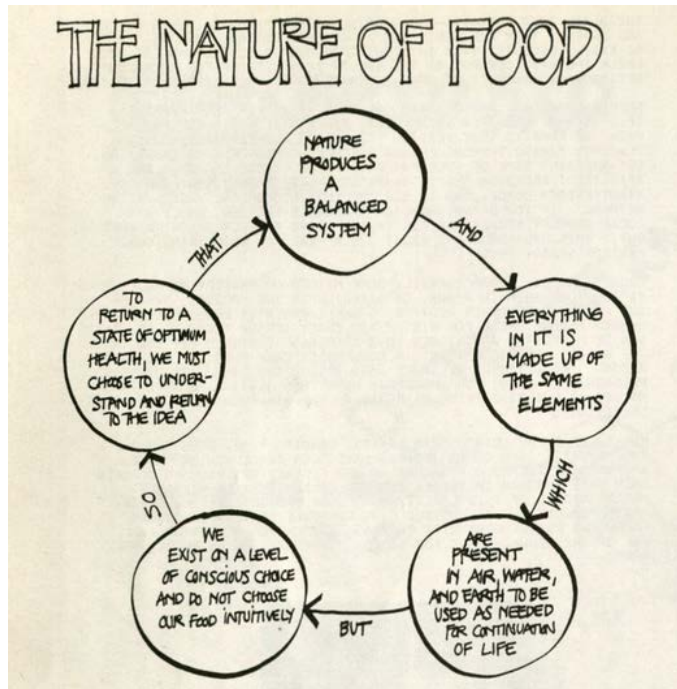 THE NATURE OF FOOD
NATURE
PRODUCES
A
BALANCED
SYSTEM
AND
EVERYTHING
IN IT IS
MADE UP OF
THE SAME
ELEMENTS
WHICH
ARE
PRESENT
IN AIR, WATER,
AND EARTH TO BE
USED AS NEEDED
FOR CONTINUATION
OF LIFE
BUT
WE
EXIST ON A LEVEL
OF CONSCIOUS CHOICE
AND DO NOT CHOOSE
OUR FOOD INTUITIVELY
SO
TO
RETURN TO A
STATE OF OPTIMUM
HEALTH, WE MUST
CHOOSE TO UNDER-
STAND AND RETURN
TO THE IDEA
THAT